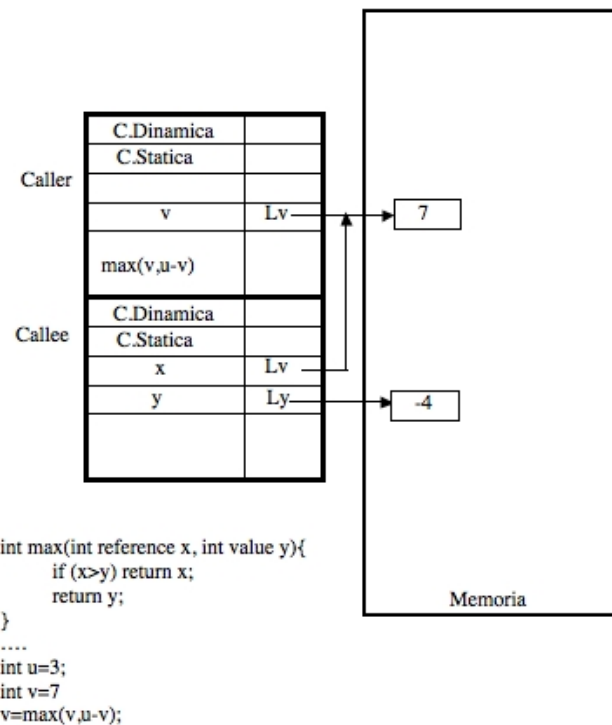 C.Dinamica
C.Statica
Caller
v Lv 7
max(v,u-v)
C.Dinamica
Callee
C.Statica
x Lv
y Ly -4
int max(int reference x, int value y){
if (x>y) return x;
return y;
Memoria
}
....
int u=3;
int v=7
v=max(v,u-v);